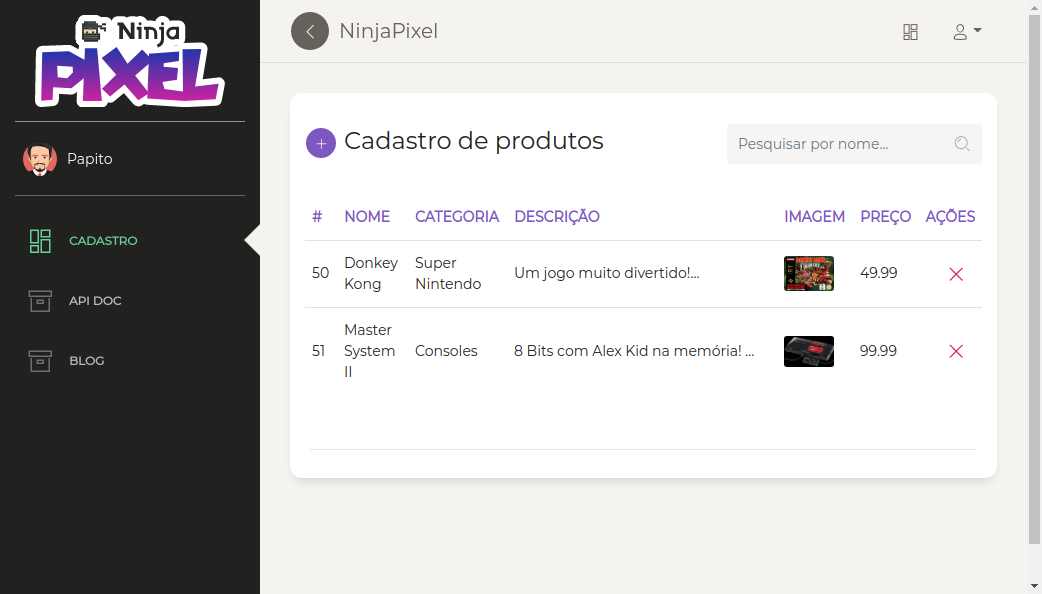 Ninja
PIXEL
NinjaPixel
Papito
CADASTRO
API DOC
BLOG
Cadastro de produtos
Pesquisar por nome...
# NOME CATEGORIA DESCRIÇÃO IMAGEM PREÇO AÇÕES
50 Donkey Kong Super Nintendo Um jogo muito divertido!... 49.99
51 Master System II Consoles 8 Bits com Alex Kid na memória! ... 99.99